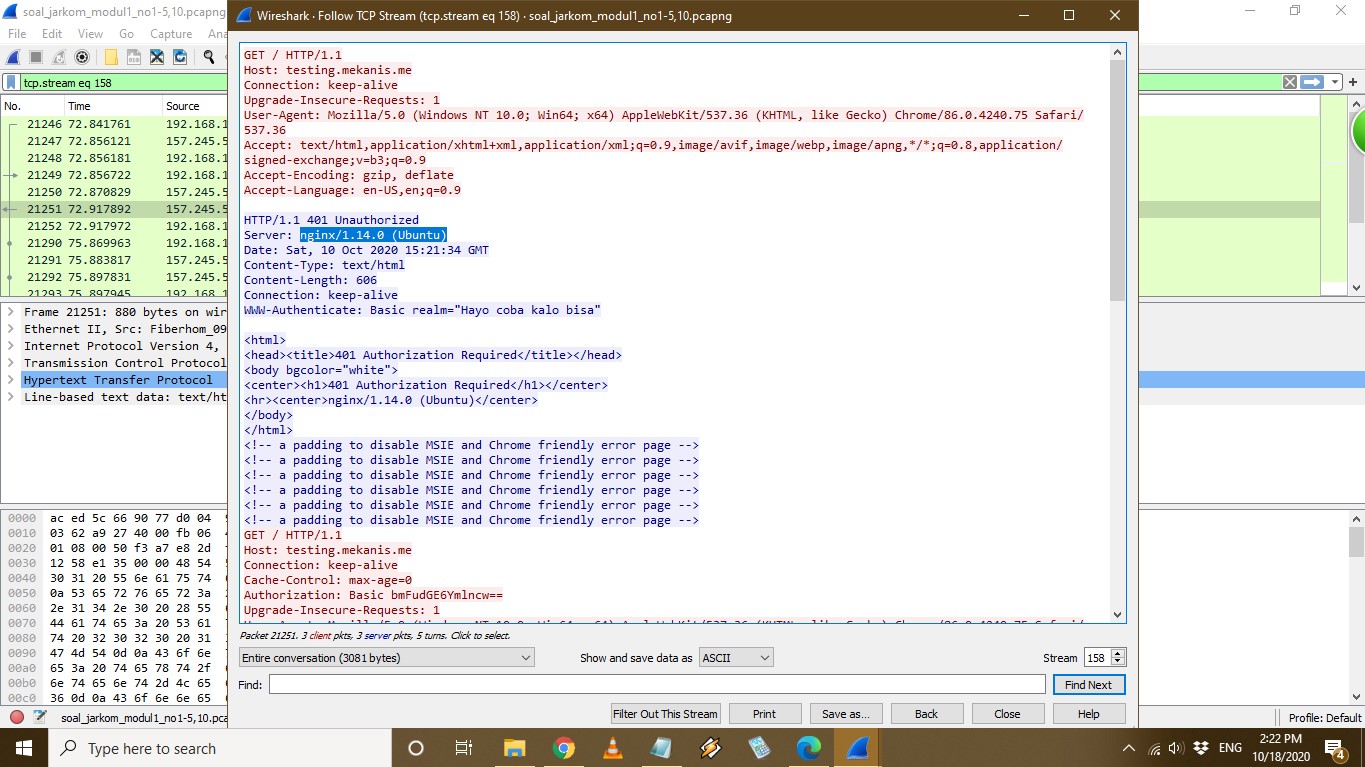 soal_jarkom_modul1_no1-5,10.pcapng
File Edit View Go Capture
tcp.stream eq 158
No. Time Source
21246 72.841761 192.168.1
21247 72.856121 157.245.5
21248 72.856181 192.168.1
21249 72.856722 192.168.1
21250 72.870829 157.245.5
21251 72.917892 157.245.5
21252 72.917972 192.168.1
21290 75.869963 192.168.1
21291 75.883817 157.245.5
21292 75.897831 157.245.5
21293 75.897945 192.168.1
Frame 21251: 880 bytes on wir
Ethernet II, Src: Fiberhom_09
Internet Protocol Version 4,
Transmission Control Protocol
Hypertext Transfer Protocol
Line-based text data: text/ht
0000 ac ed 5c 66 90 77 d0 04
0010 03 62 a9 27 40 00 fb 06
0020 01 08 00 50 f3 a7 e8 2d
0030 12 58 e1 35 00 00 48 54
0040 30 31 20 55 6e 61 75 74
0050 0a 53 65 72 76 65 72 3a
0060 2e 31 34 2e 30 20 28 55
0070 44 61 74 65 3a 20 53 61
0080 74 20 32 30 32 30 20 31
0090 47 4d 54 0d 0a 43 6f 6e
00a0 65 3a 20 74 65 78 74 2f
00b0 6e 74 65 6e 74 2d 4c 65
00c0 36 0d 0a 43 6f 6e 6e 65
soal_jarkom_modul1_no1-5,10.pca
Wireshark · Follow TCP Stream (tcp.stream eq 158) · soal_jarkom_modul1_no1-5,10.pcapng
GET / HTTP/1.1
Host: testing.mekanis.me
Connection: keep-alive
Upgrade-Insecure-Requests: 1
User-Agent: Mozilla/5.0 (Windows NT 10.0; Win64; x64) AppleWebKit/537.36 (KHTML, like Gecko) Chrome/86.0.4240.75 Safari/
537.36
Accept: text/html,application/xhtml+xml,application/xml;q=0.9,image/avif,image/webp,image/apng,*/*;q=0.8,application/
signed-exchange;v=b3;q=0.9
Accept-Encoding: gzip, deflate
Accept-Language: en-US,en;q=0.9
HTTP/1.1 401 Unauthorized
Server: nginx/1.14.0 (Ubuntu)
Date: Sat, 10 Oct 2020 15:21:34 GMT
Content-Type: text/html
Content-Length: 606
Connection: keep-alive
WWW-Authenticate: Basic realm="Hayo coba kalo bisa"
<html>
<head><title>401 Authorization Required</title></head>
<body bgcolor="white">
<center><h1>401 Authorization Required</h1></center>
<hr><center>nginx/1.14.0 (Ubuntu)</center>
</body>
</html>
<!-- a padding to disable MSIE and Chrome friendly error page -->
<!-- a padding to disable MSIE and Chrome friendly error page -->
<!-- a padding to disable MSIE and Chrome friendly error page -->
<!-- a padding to disable MSIE and Chrome friendly error page -->
<!-- a padding to disable MSIE and Chrome friendly error page -->
<!-- a padding to disable MSIE and Chrome friendly error page -->
GET / HTTP/1.1
Host: testing.mekanis.me
Connection: keep-alive
Cache-Control: max-age=0
Authorization: Basic bmFudGE6Ymlncw==
Upgrade-Insecure-Requests: 1
Packet 21251. 3 client pkts, 3 server pkts, 5 turns. Click to select.
Entire conversation (3081 bytes) Show and save data as ASCII Stream 158
Find: Find Next
Filter Out This Stream Print Save as... Back Close Help
Profile: Default
Type here to search
ENG
2:22 PM
10/18/2020
4